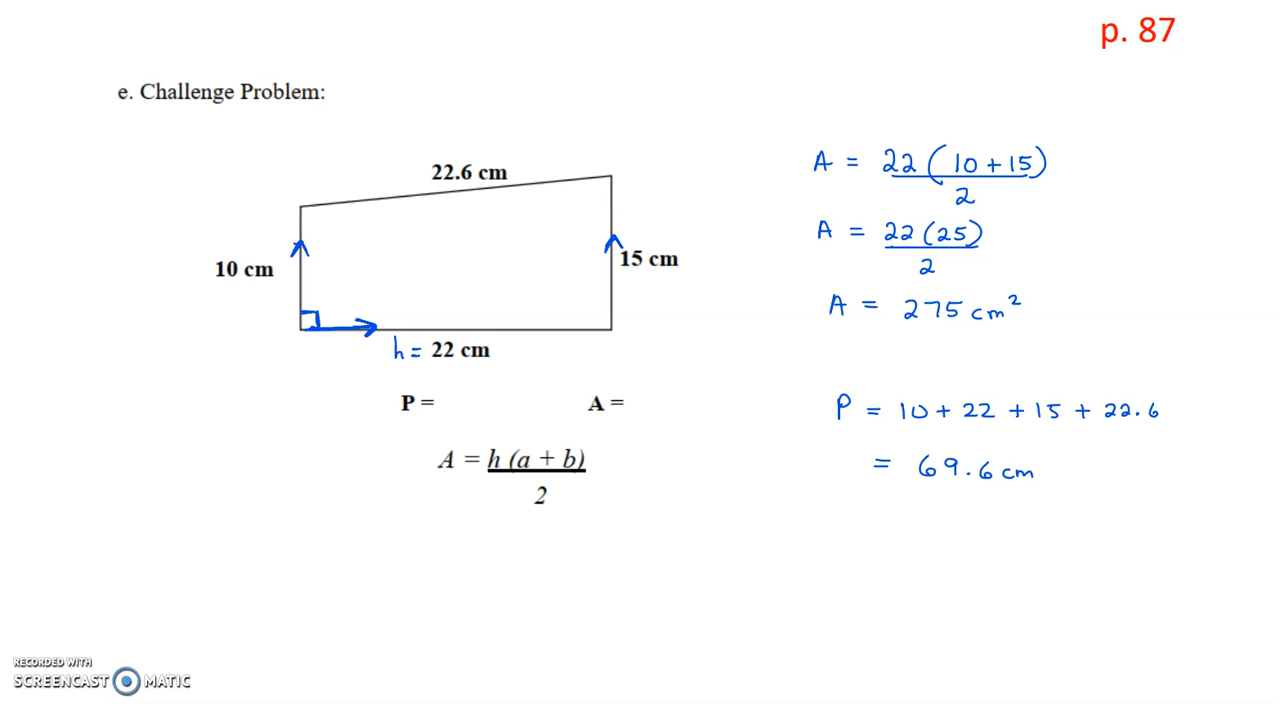 p. 87
e. Challenge Problem:
22.6 cm
10 cm
15 cm
h = 22 cm
P =
A =
A = h (a + b)
2
A = 22 (10 + 15)
2
A = 22 (25)
2
A = 275 cm²
P = 10 + 22 + 15 + 22.6
= 69.6 cm
RECORDED WITH
SCREENCAST MATIC